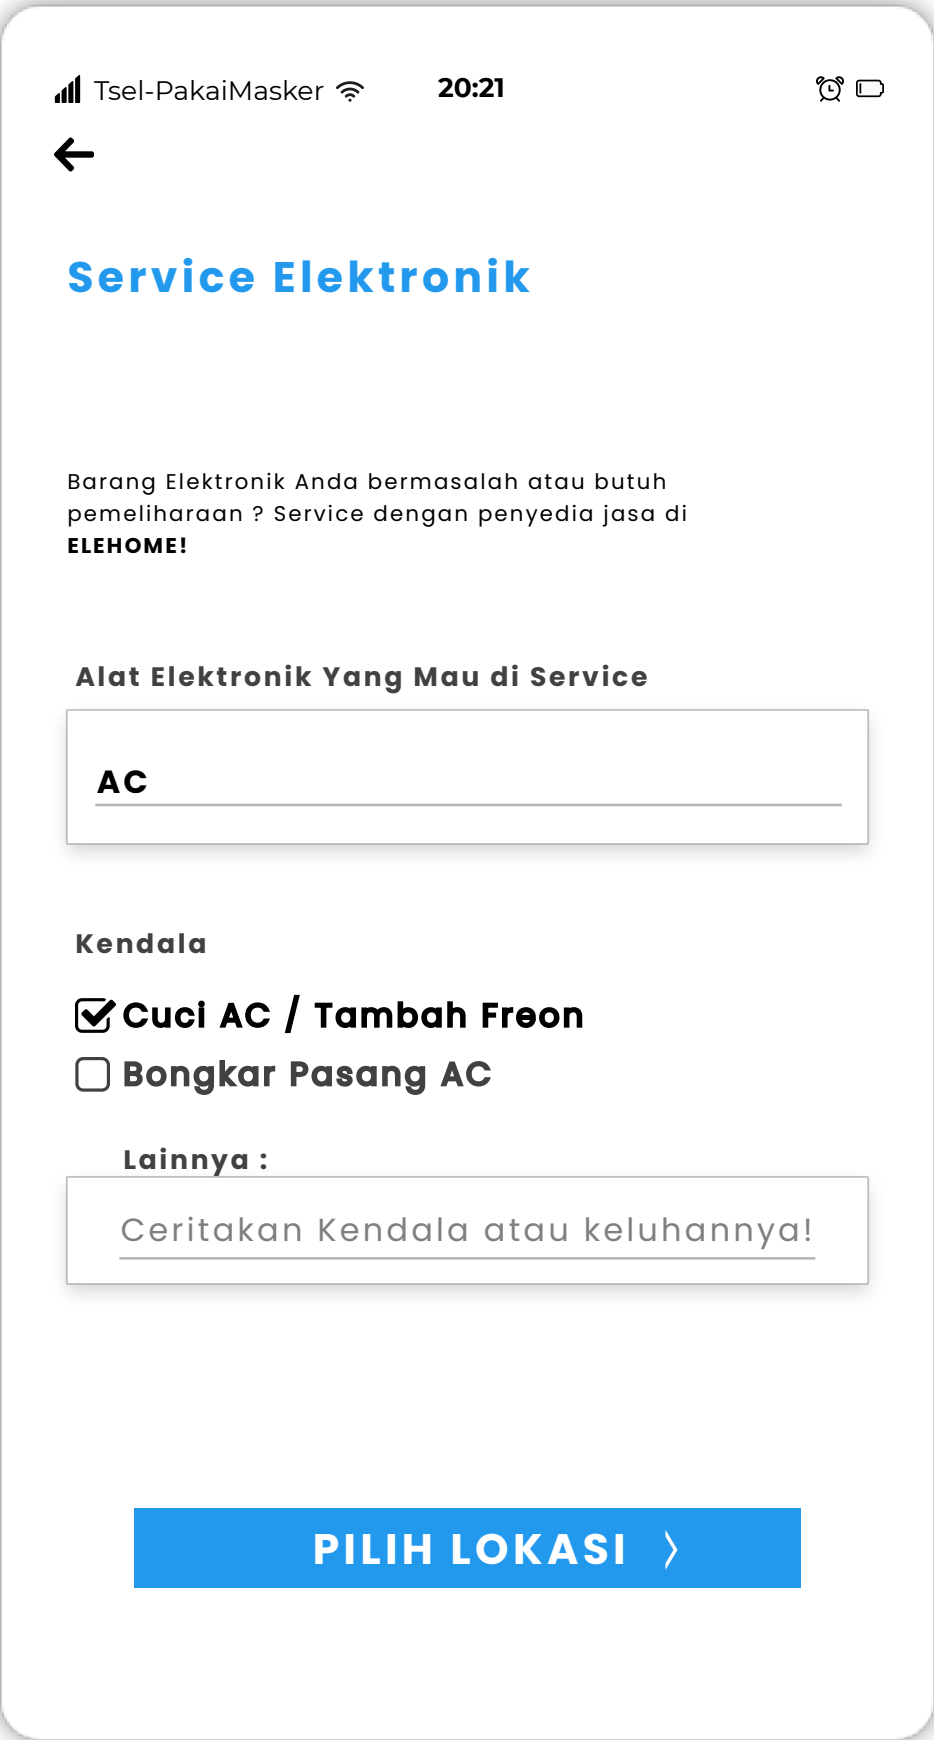 Tsel-PakaiMasker 20:21
Service Elektronik
Barang Elektronik Anda bermasalah atau butuh
pemeliharaan ? Service dengan penyedia jasa di
ELEHOME!
Alat Elektronik Yang Mau di Service
AC
Kendala
Cuci AC / Tambah Freon
Bongkar Pasang AC
Lainnya :
Ceritakan Kendala atau keluhannya!
PILIH LOKASI